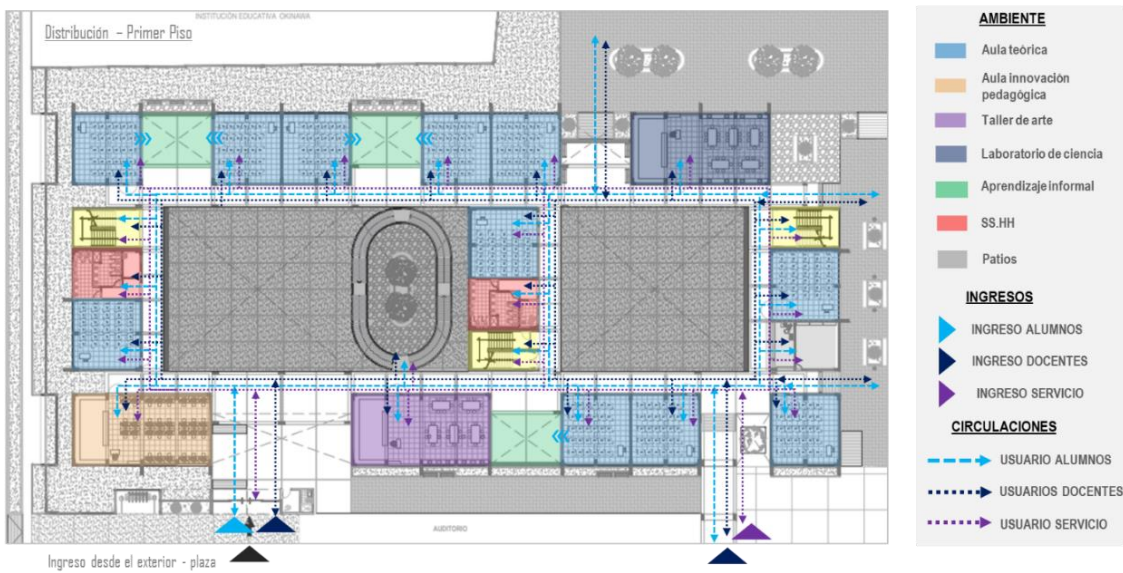 INSTITUCIÓN EDUCATIVA OKINAWA
Distribución – Primer Piso
AUDITORIO
Ingreso desde el exterior - plaza
AMBIENTE
Aula teórica
Aula innovación
pedagógica
Taller de arte
Laboratorio de ciencia
Aprendizaje informal
SS.HH
Patios
INGRESOS
INGRESO ALUMNOS
INGRESO DOCENTES
INGRESO SERVICIO
CIRCULACIONES
USUARIO ALUMNOS
USUARIOS DOCENTES
USUARIO SERVICIO